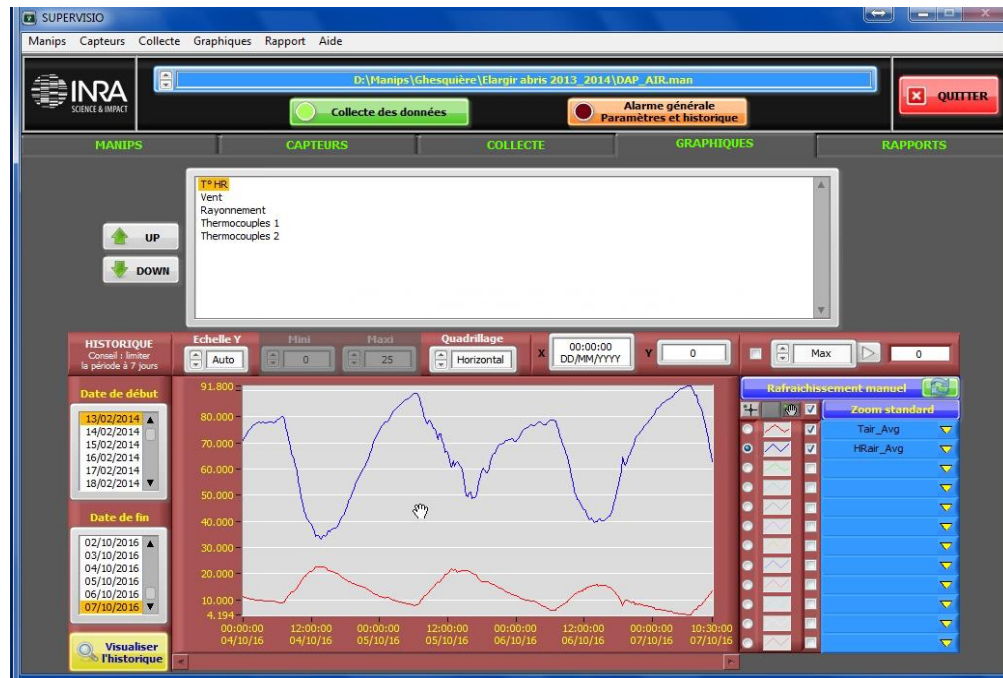 SUPERVISIO
Manips Capteurs Collecte Graphiques Rapport Aide
INRA
SCIENCE & IMPACT
D:\Manips\Ghesquière\Elargir abris 2013_2014\DAP_AIR.man
Collecte des données
Alarme générale
Paramètres et historique
QUITTER
MANIPS CAPTEURS COLLECTE GRAPHIQUES RAPPORTS
T° HR
Vent
Rayonnement
Thermocouples 1
Thermocouples 2
UP
DOWN
HISTORIQUE
Conseil : limiter
la période à 7 jours
Echelle Y
Auto
Mini
0
Maxi
25
Quadrillage
Horizontal
X
00:00:00
DD/MM/YYYY
Y
0
Max
0
Date de début
13/02/2014
14/02/2014
15/02/2014
16/02/2014
17/02/2014
18/02/2014
Date de fin
02/10/2016
03/10/2016
04/10/2016
05/10/2016
06/10/2016
07/10/2016
Visualiser
l'historique
91.800
80.000
70.000
60.000
50.000
40.000
30.000
20.000
10.000
4.194
00:00:00 12:00:00 00:00:00 12:00:00 00:00:00 12:00:00 00:00:00 10:30:00
04/10/16 04/10/16 05/10/16 05/10/16 06/10/16 06/10/16 07/10/16 07/10/16
Rafraichissement manuel
Zoom standard
Tair_Avg
HRair_Avg